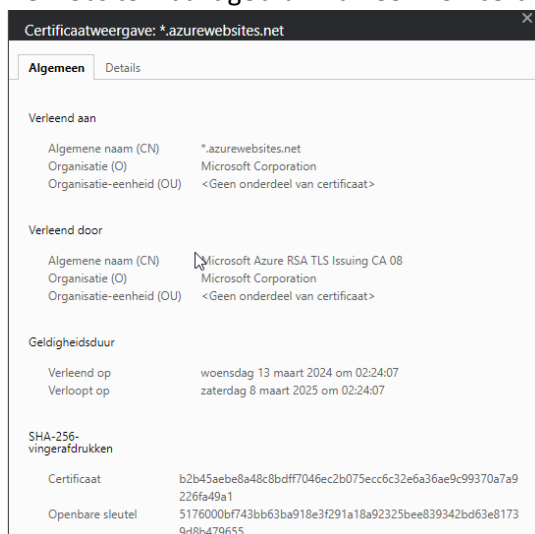 Certificaatweergave: *.azurewebsites.net
Algemeen Details
Verleend aan
Algemene naam (CN) *.azurewebsites.net
Organisatie (O) Microsoft Corporation
Organisatie-eenheid (OU) <Geen onderdeel van certificaat>
Verleend door
Algemene naam (CN) Microsoft Azure RSA TLS Issuing CA 08
Organisatie (O) Microsoft Corporation
Organisatie-eenheid (OU) <Geen onderdeel van certificaat>
Geldigheidsduur
Verleend op woensdag 13 maart 2024 om 02:24:07
Verloopt op zaterdag 8 maart 2025 om 02:24:07
SHA-256-
vingerafdrukken
Certificaat b2b45aebe8a48c8bdff7046ec2b075ecc6c32e6a36ae9c99370a7a9
226fa49a1
Openbare sleutel 5176000bf743bb63ba918e3f291a18a92325bee839342bd63e8173
9d8b479655